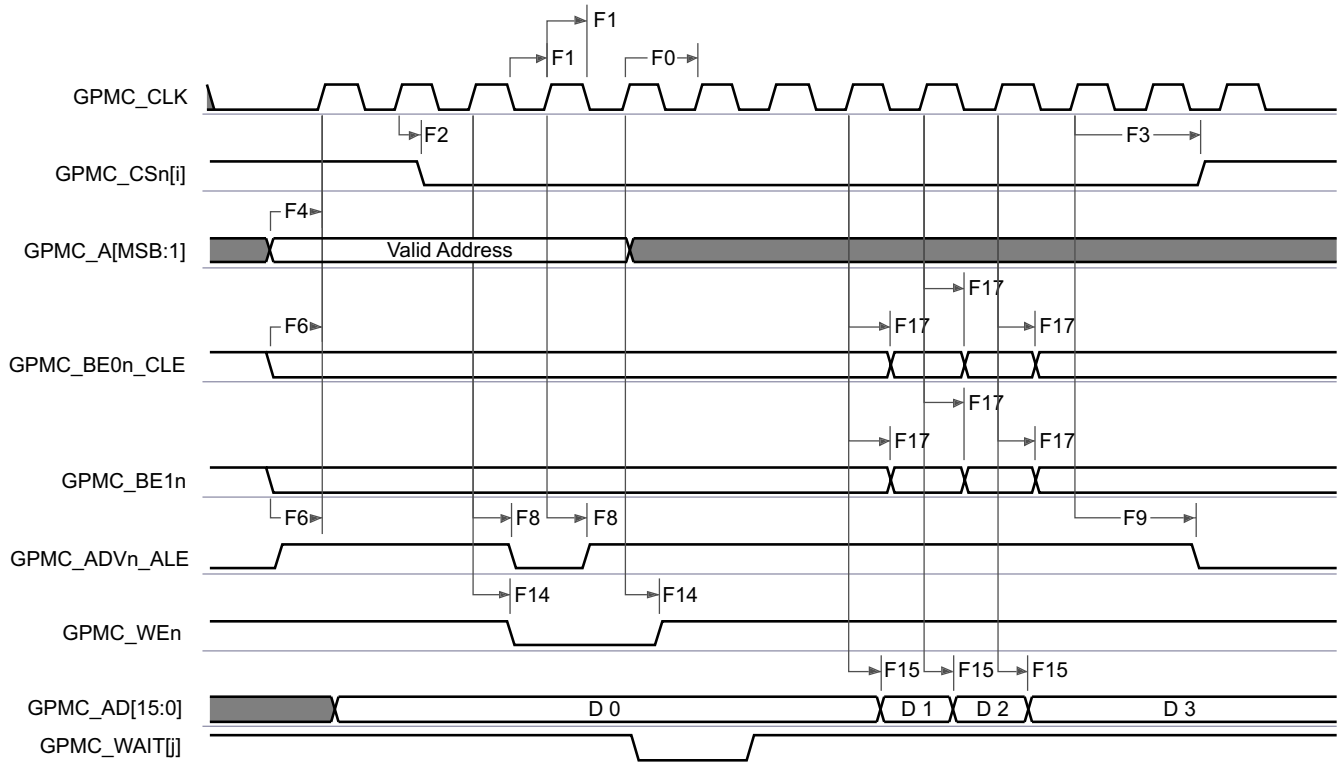 F1
F1 F0
GPMC_CLK
F2 F3
GPMC_CSn[i]
F4
GPMC_A[MSB:1] Valid Address
F17
F6 F17 F17
GPMC_BE0n_CLE
F17
F17 F17
GPMC_BE1n
F6 F8 F8 F9
GPMC_ADVn_ALE
F14 F14
GPMC_WEn
F15 F15 F15
GPMC_AD[15:0] D 0 D 1 D 2 D 3
GPMC_WAIT[j]